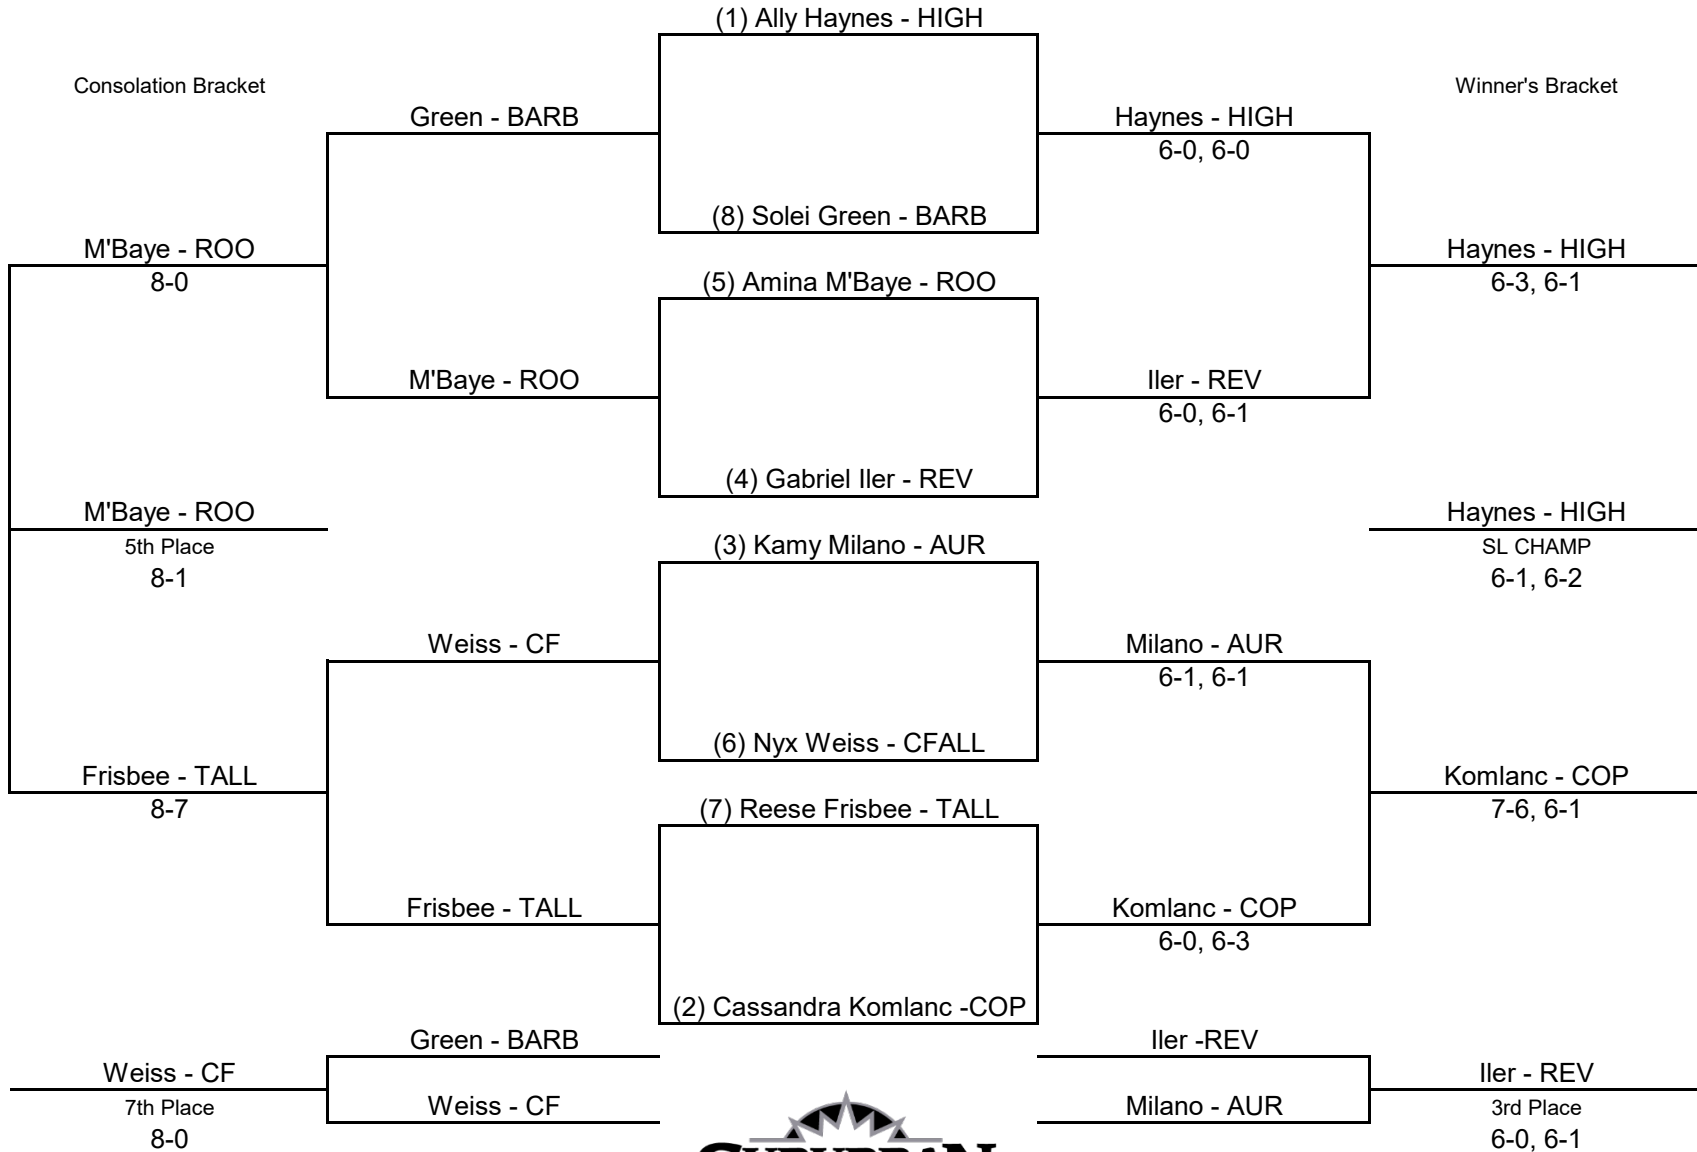 (1) Ally Haynes - HIGH
Consolation Bracket
Winner's Bracket
Green - BARB
Haynes - HIGH
6-0, 6-0
(8) Solei Green - BARB
M'Baye - ROO
8-0
Haynes - HIGH
6-3, 6-1
(5) Amina M'Baye - ROO
M'Baye - ROO
Iler - REV
6-0, 6-1
(4) Gabriel Iler - REV
M'Baye - ROO
5th Place
8-1
Haynes - HIGH
SL CHAMP
6-1, 6-2
(3) Kamy Milano - AUR
Weiss - CF
Milano - AUR
6-1, 6-1
(6) Nyx Weiss - CFALL
Frisbee - TALL
8-7
Komlanc - COP
7-6, 6-1
(7) Reese Frisbee - TALL
Frisbee - TALL
Komlanc - COP
6-0, 6-3
(2) Cassandra Komlanc -COP
Green - BARB
Iler -REV
Weiss - CF
7th Place
8-0
Iler - REV
3rd Place
6-0, 6-1
Weiss - CF
Milano - AUR
SUBURBAN